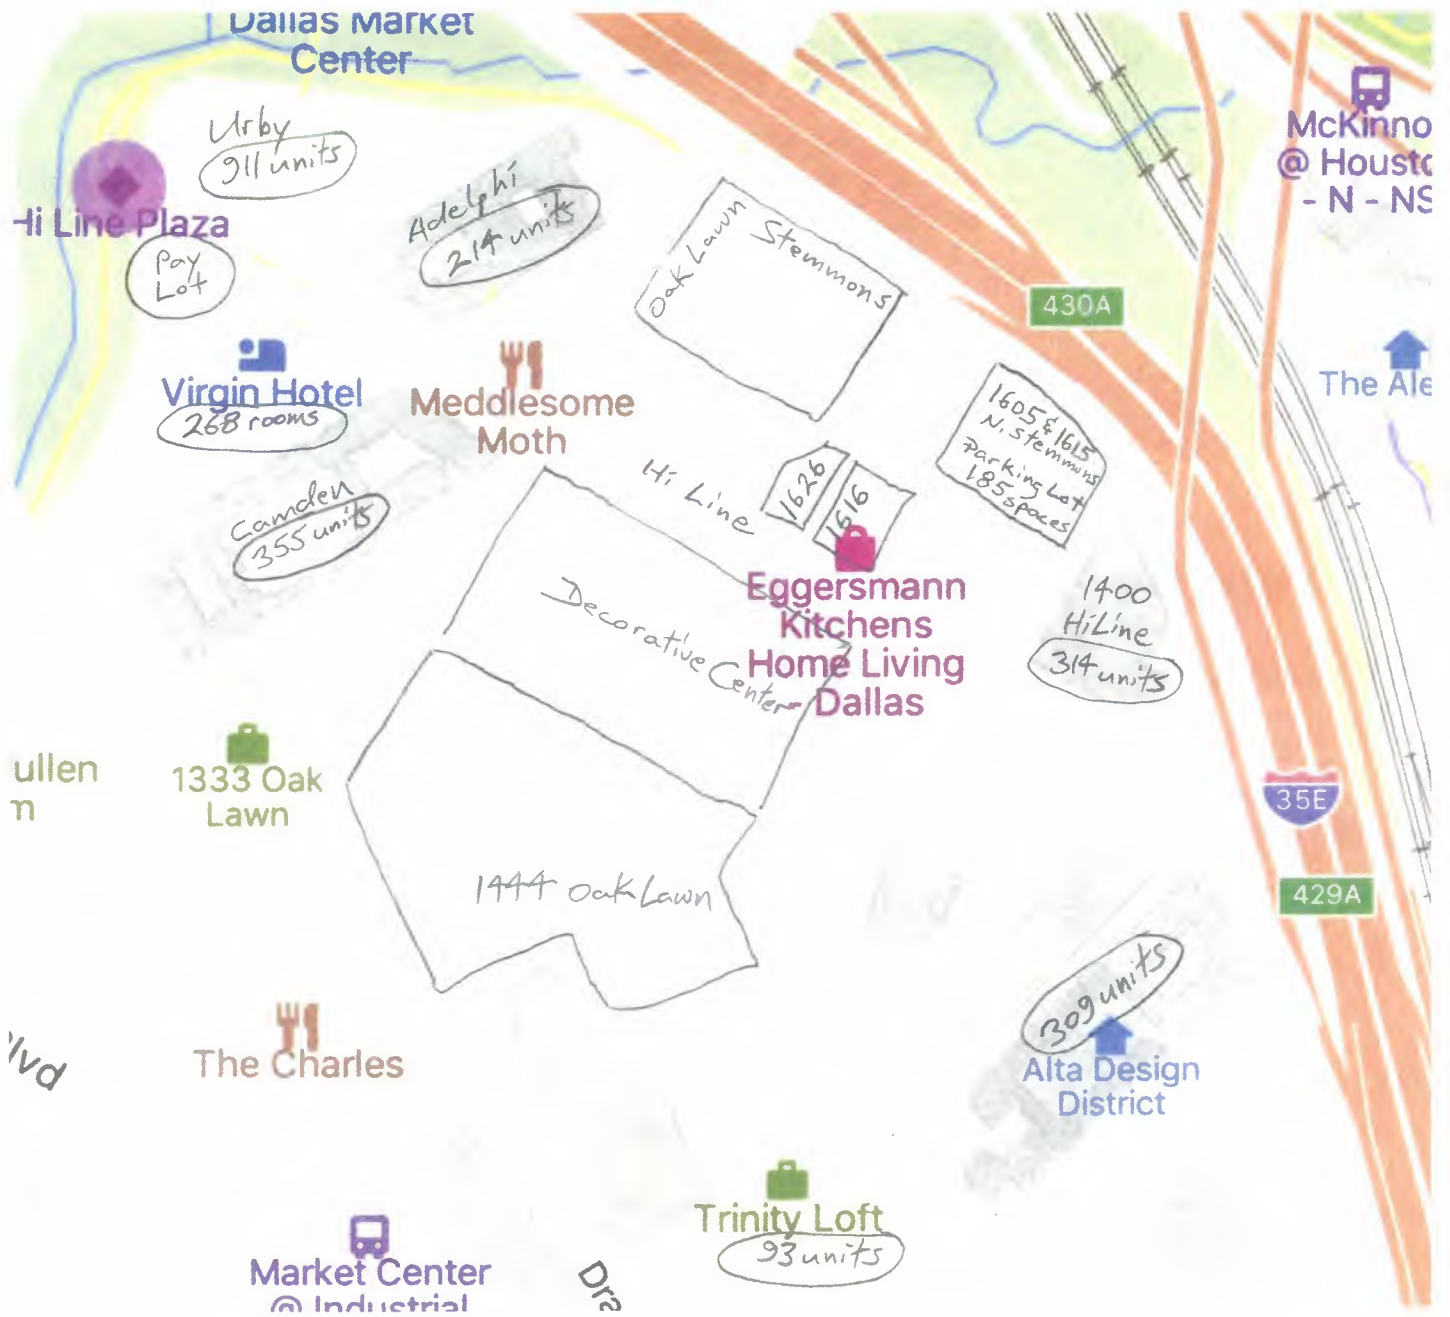 Dallas Market
Center
Urby
911 units
Hi Line Plaza
Pay
Lot
Adelphi
214 units
Oak Lawn
Stemmons
McKinno
@ Housto
- N - NS
430A
The Ale
Virgin Hotel
268 rooms
Meddlesome
Moth
Camden
355 units
Hi Line
1626
1616
1605 & 1615
N. Stemmons
Parking Lot
185 spaces
Eggersmann
Kitchens
Home Living
Dallas
Decorative Center
1400
HiLine
314 units
ullen
n
1333 Oak
Lawn
35E
1444 Oak Lawn
429A
309 units
Alta Design
District
The Charles
lvd
Trinity Loft
93 units
Market Center
@ Industrial
Dra